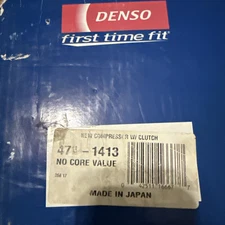 DENSO
first time fit
NEW COMPRESSOR W/ CLUTCH
471-1413
NO CORE VALUE
MADE IN JAPAN